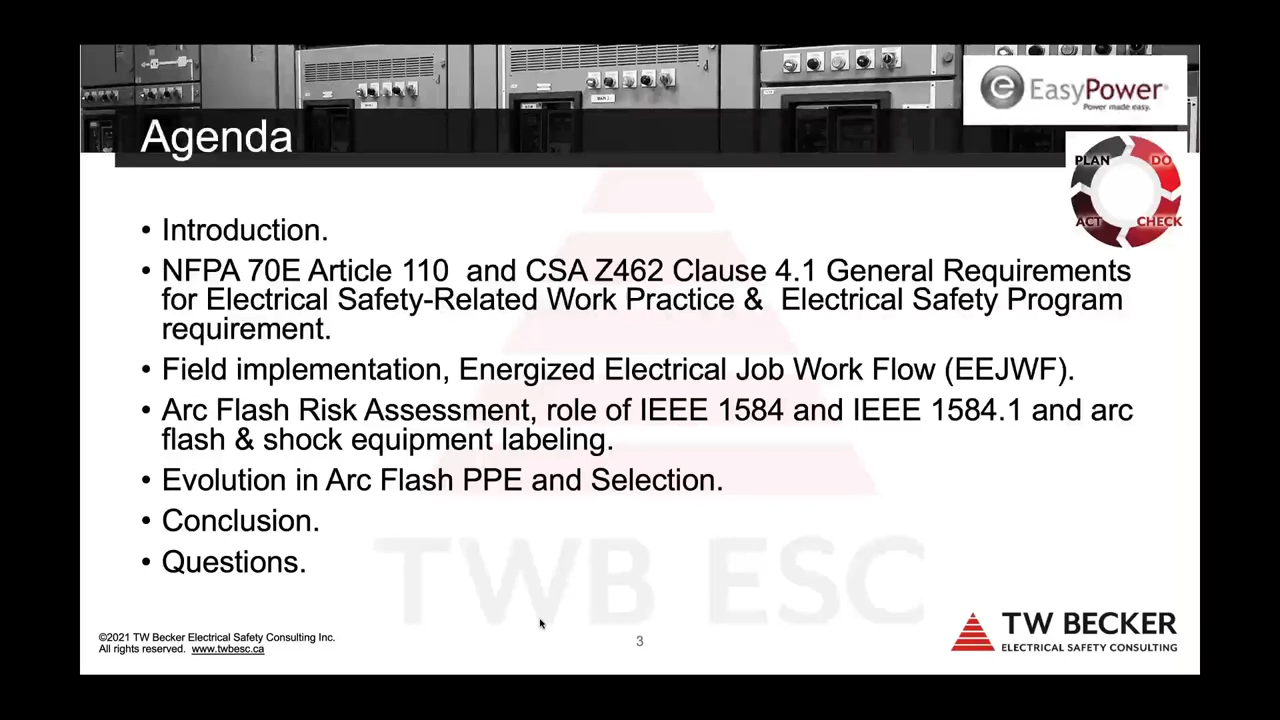 EasyPower
Power made easy.
Agenda
PLAN
DO
ACT
CHECK
• Introduction.
• NFPA 70E Article 110  and CSA Z462 Clause 4.1 General Requirements
for Electrical Safety-Related Work Practice &  Electrical Safety Program
requirement.
• Field implementation, Energized Electrical Job Work Flow (EEJWF).
• Arc Flash Risk Assessment, role of IEEE 1584 and IEEE 1584.1 and arc
flash & shock equipment labeling.
• Evolution in Arc Flash PPE and Selection.
• Conclusion.
• Questions.
TWB ESC
©2021 TW Becker Electrical Safety Consulting Inc.
All rights reserved.  www.twbesc.ca
3
TW BECKER
ELECTRICAL SAFETY CONSULTING